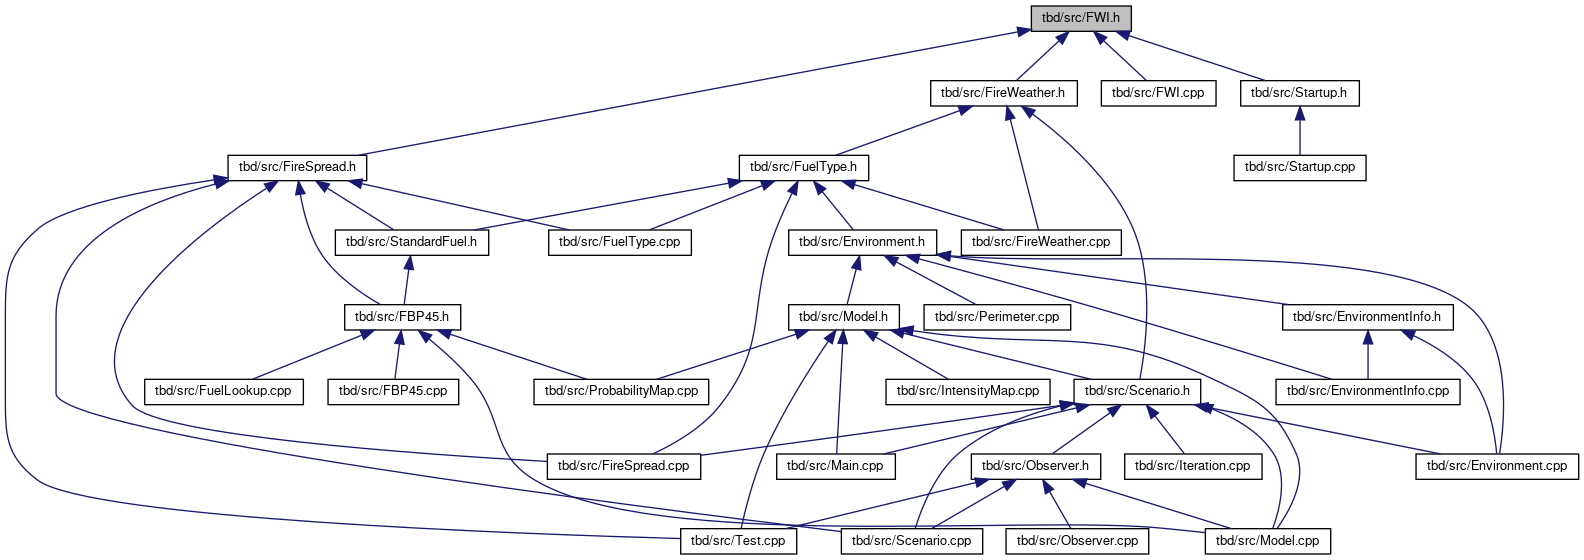 tbd/src/FWI.h
tbd/src/FireWeather.h
tbd/src/FWI.cpp
tbd/src/Startup.h
tbd/src/FireSpread.h
tbd/src/FuelType.h
tbd/src/Startup.cpp
tbd/src/StandardFuel.h
tbd/src/FuelType.cpp
tbd/src/Environment.h
tbd/src/FireWeather.cpp
tbd/src/FBP45.h
tbd/src/Model.h
tbd/src/Perimeter.cpp
tbd/src/EnvironmentInfo.h
tbd/src/FuelLookup.cpp
tbd/src/FBP45.cpp
tbd/src/ProbabilityMap.cpp
tbd/src/IntensityMap.cpp
tbd/src/Scenario.h
tbd/src/EnvironmentInfo.cpp
tbd/src/FireSpread.cpp
tbd/src/Main.cpp
tbd/src/Observer.h
tbd/src/Iteration.cpp
tbd/src/Environment.cpp
tbd/src/Test.cpp
tbd/src/Scenario.cpp
tbd/src/Observer.cpp
tbd/src/Model.cpp